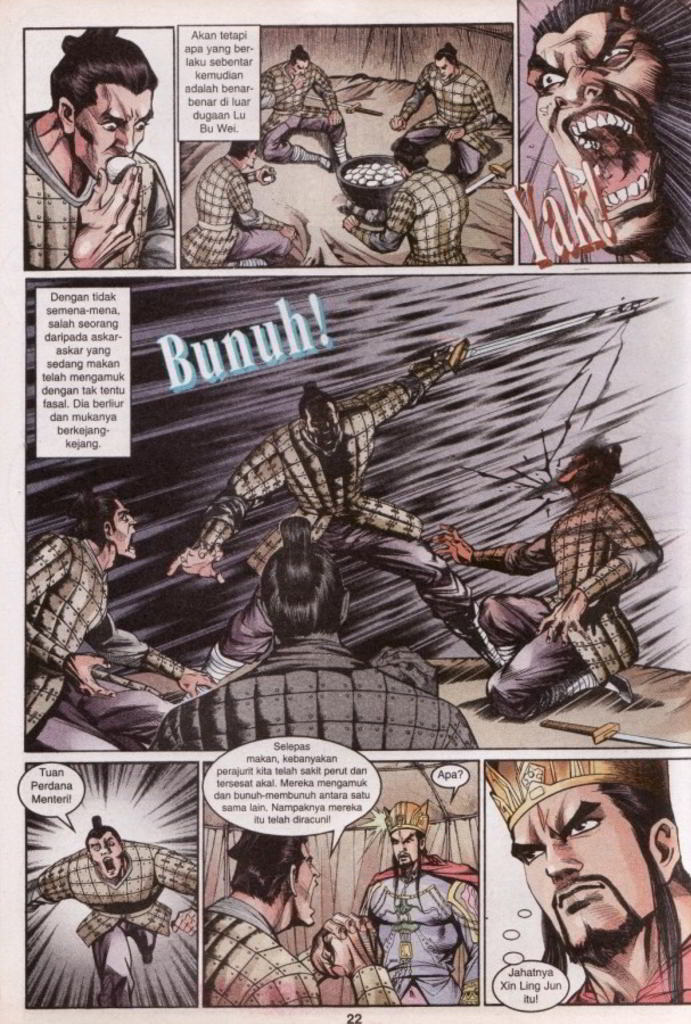 Akan tetapi
apa yang ber-
laku sebentar
kemudian
adalah benar-
benar di luar
dugaan Lu
Bu Wei.
Yak!
Dengan tidak
semena-mena,
salah seorang
daripada askar-
askar yang
sedang makan
telah mengamuk
dengan tak tentu
fasal. Dia berliur
dan mukanya
berkejang-
kejang.
Bunuh!
Tuan
Perdana
Menteri!
Selepas
makan, kebanyakan
perajurit kita telah sakit perut dan
tersesat akal. Mereka mengamuk
dan bunuh-membunuh antara satu
sama lain. Nampaknya mereka
itu telah diracuni!
Apa?
Jahatnya
Xin Ling Jun
itu!
22